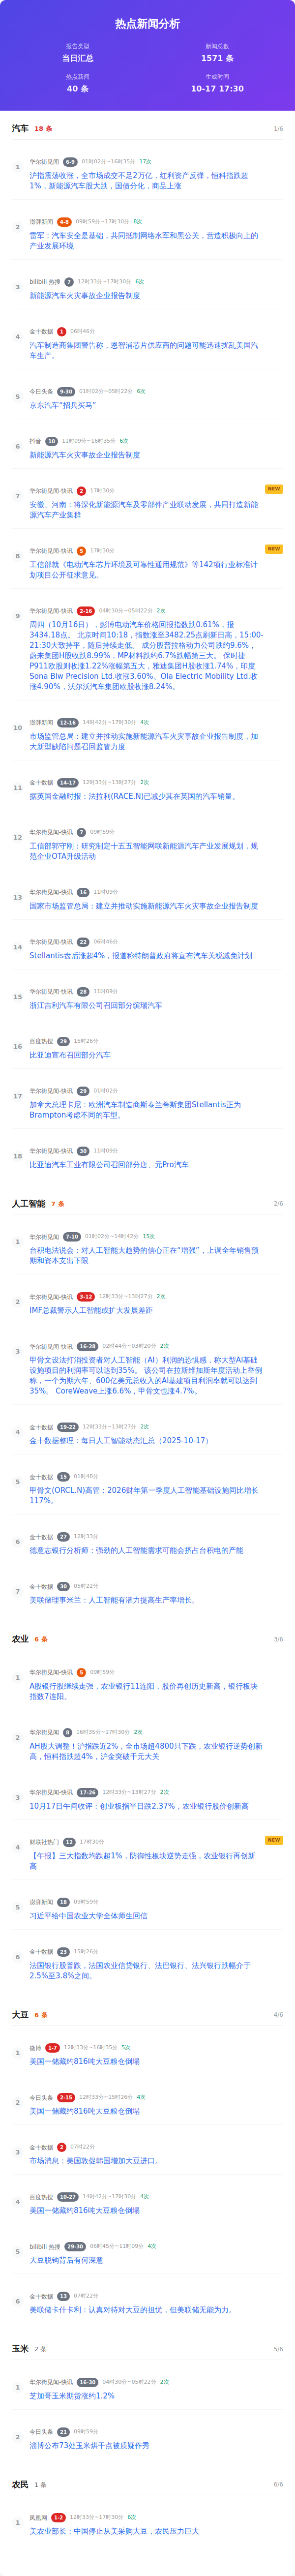 热点新闻分析
报告类型
新闻总数
当日汇总
1571 条
热点新闻
生成时间
40 条
10-17 17:30
汽车 18 条 1/6
1
华尔街见闻 6-9 01时02分~16时35分 17次
沪指震荡收涨，全市场成交不足2万亿，红利资产反弹，恒科指跌超
1%，新能源汽车股大跌，国债分化，商品上涨
2
澎湃新闻 4-8 09时59分~17时30分 8次
雷军：汽车安全是基础，共同抵制网络水军和黑公关，营造积极向上的
产业发展环境
3
bilibili 热搜 7 12时33分~17时30分 6次
新能源汽车火灾事故企业报告制度
4
金十数据 1 06时46分
汽车制造商集团警告称，恩智浦芯片供应商的问题可能迅速扰乱美国汽
车生产。
5
今日头条 9-30 01时02分~05时22分 6次
京东汽车“招兵买马”
6
抖音 10 11时09分~16时35分 6次
新能源汽车火灾事故企业报告制度
7
华尔街见闻-快讯 2 17时30分 NEW
安徽、河南：将深化新能源汽车及零部件产业联动发展，共同打造新能
源汽车产业集群
8
华尔街见闻-快讯 5 17时30分 NEW
工信部就《电动汽车芯片环境及可靠性通用规范》等142项行业标准计
划项目公开征求意见。
9
华尔街见闻-快讯 2-16 04时30分~05时22分 2次
周四（10月16日），彭博电动汽车价格回报指数跌0.61%，报
3434.18点。 北京时间10:18，指数涨至3482.25点刷新日高，15:00-
21:30大致持平，随后持续走低。 成分股普拉格动力公司跌约9.6%，
蔚来集团H股收跌8.99%，MP材料跌约6.7%跌幅第三大。 保时捷
P911欧股则收涨1.22%涨幅第五大，雅迪集团H股收涨1.74%，印度
Sona Blw Precision Ltd.收涨3.60%、Ola Electric Mobility Ltd.收
涨4.90%，沃尔沃汽车集团欧股收涨8.24%。
10
澎湃新闻 12-16 14时42分~17时30分 4次
市场监管总局：建立并推动实施新能源汽车火灾事故企业报告制度，加
大新型缺陷问题召回监管力度
11
金十数据 14-17 12时33分~13时27分 2次
据英国金融时报：法拉利(RACE.N)已减少其在英国的汽车销量。
12
华尔街见闻-快讯 7 09时59分
工信部郭守刚：研究制定十五五智能网联新能源汽车产业发展规划，规
范企业OTA升级活动
13
华尔街见闻-快讯 16 11时09分
国家市场监管总局：建立并推动实施新能源汽车火灾事故企业报告制度
14
华尔街见闻-快讯 22 06时46分
Stellantis盘后涨超4%，报道称特朗普政府将宣布汽车关税减免计划
15
华尔街见闻-快讯 28 11时09分
浙江吉利汽车有限公司召回部分缤瑞汽车
16
百度热搜 29 15时26分
比亚迪宣布召回部分汽车
17
华尔街见闻-快讯 29 01时02分
加拿大总理卡尼：欧洲汽车制造商斯泰兰蒂斯集团Stellantis正为
Brampton考虑不同的车型。
18
华尔街见闻-快讯 30 11时09分
比亚迪汽车工业有限公司召回部分唐、元Pro汽车
人工智能 7 条 2/6
1
华尔街见闻 7-10 01时02分~14时42分 15次
台积电法说会：对人工智能大趋势的信心正在“增强”，上调全年销售预
期和资本支出下限
2
华尔街见闻-快讯 3-12 12时33分~13时27分 2次
IMF总裁警示人工智能或扩大发展差距
3
华尔街见闻-快讯 16-28 02时44分~03时20分 2次
甲骨文设法打消投资者对人工智能（AI）利润的恐惧感，称大型AI基础
设施项目的利润率可以达到35%。 该公司在拉斯维加斯年度活动上举例
称，一个为期六年、600亿美元总收入的AI基建项目利润率就可以达到
35%。 CoreWeave上涨6.6%，甲骨文也涨4.7%。
4
金十数据 19-22 12时33分~13时27分 2次
金十数据整理：每日人工智能动态汇总（2025-10-17）
5
金十数据 15 01时48分
甲骨文(ORCL.N)高管：2026财年第一季度人工智能基础设施同比增长
117%。
6
金十数据 27 12时33分
德意志银行分析师：强劲的人工智能需求可能会挤占台积电的产能
7
金十数据 30 05时22分
美联储理事米兰：人工智能有潜力提高生产率增长。
农业 6 条 3/6
1
华尔街见闻-快讯 5 09时59分
A股银行股继续走强，农业银行11连阳，股价再创历史新高，银行板块
指数7连阳。
2
华尔街见闻 8 16时35分~17时30分 2次
AH股大调整！沪指跌近2%，全市场超4800只下跌，农业银行逆势创新
高，恒科指跌超4%，沪金突破千元大关
3
华尔街见闻-快讯 17-26 12时33分~13时27分 2次
10月17日午间收评：创业板指半日跌2.37%，农业银行股价创新高
4
财联社热门 12 17时30分 NEW
【午报】三大指数均跌超1%，防御性板块逆势走强，农业银行再创新
高
5
澎湃新闻 18 09时59分
习近平给中国农业大学全体师生回信
6
金十数据 23 15时26分
法国银行股普跌，法国农业信贷银行、法巴银行、法兴银行跌幅介于
2.5%至3.8%之间。
大豆 6 条 4/6
1
微博 1-7 12时33分~16时35分 5次
美国一储藏约816吨大豆粮仓倒塌
2
今日头条 2-15 12时33分~15时26分 4次
美国一储藏约816吨大豆粮仓倒塌
3
金十数据 2 07时22分
市场消息：美国敦促韩国增加大豆进口。
4
百度热搜 10-27 14时42分~17时30分 4次
美国一储藏约816吨大豆粮仓倒塌
5
bilibili 热搜 29-30 06时45分~11时09分 4次
大豆脱钩背后有何深意
6
金十数据 13 07时22分
美联储卡什卡利：认真对待对大豆的担忧，但美联储无能为力。
玉米 2 条 5/6
1
华尔街见闻-快讯 16-30 04时30分~05时22分 2次
芝加哥玉米期货涨约1.2%
2
今日头条 21 09时59分
淄博公布73处玉米烘干点被质疑作秀
农民 1 条 6/6
1
凤凰网 1-2 12时33分~17时30分 6次
美农业部长：中国停止从美采购大豆，农民压力巨大